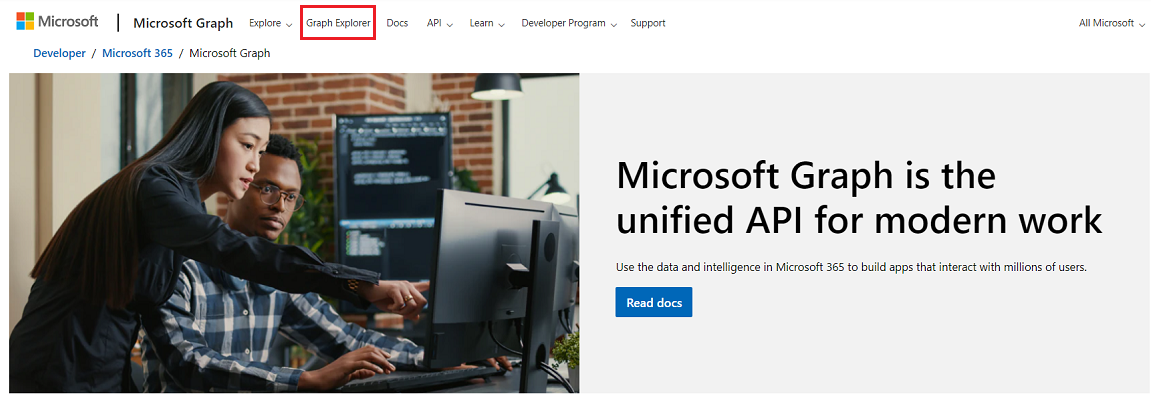 Microsoft Microsoft Graph Explore Graph Explorer Docs API Learn Developer Program Support All Microsoft
Developer / Microsoft 365 / Microsoft Graph
Microsoft Graph is the
unified API for modern work
Use the data and intelligence in Microsoft 365 to build apps that interact with millions of users.
Read docs